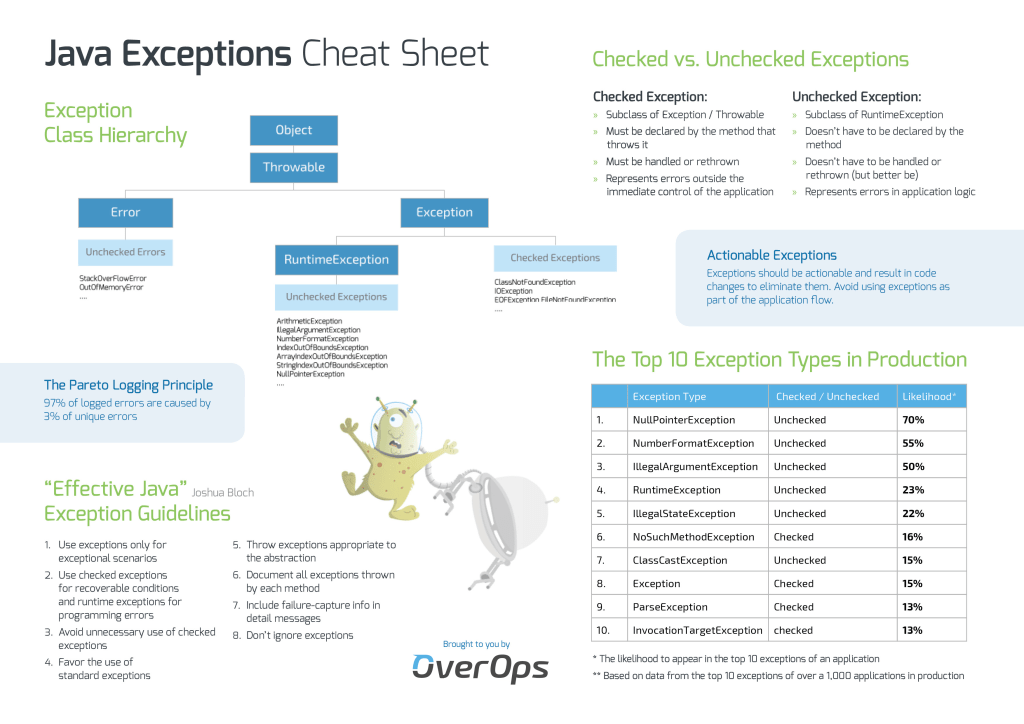 Java Exceptions Cheat Sheet
Exception
Class Hierarchy
Object
Throwable
Error
Exception
Unchecked Errors
StackOverFlowError
OutOfMemoryError
....
RuntimeException
Unchecked Exceptions
ArithmeticException
IllegalArgumentException
NumberFormatException
IndexOutOfBoundsException
ArrayIndexOutOfBoundsException
StringIndexOutOfBoundsException
NullPointerException
....
Checked Exceptions
ClassNotFoundException
IOException
EOFException FileNotFoundException
....
The Pareto Logging Principle
97% of logged errors are caused by
3% of unique errors
“Effective Java” Joshua Bloch
Exception Guidelines
1. Use exceptions only for
exceptional scenarios
2. Use checked exceptions
for recoverable conditions
and runtime exceptions for
programming errors
3. Avoid unnecessary use of checked
exceptions
4. Favor the use of
standard exceptions
5. Throw exceptions appropriate to
the abstraction
6. Document all exceptions thrown
by each method
7. Include failure-capture info in
detail messages
8. Don’t ignore exceptions
Brought to you by
OverOps
Checked vs. Unchecked Exceptions
Checked Exception:
» Subclass of Exception / Throwable
» Must be declared by the method that
throws it
» Must be handled or rethrown
» Represents errors outside the
immediate control of the application
Unchecked Exception:
» Subclass of RuntimeException
» Doesn’t have to be declared by the
method
» Doesn’t have to be handled or
rethrown (but better be)
» Represents errors in application logic
Actionable Exceptions
Exceptions should be actionable and result in code
changes to eliminate them. Avoid using exceptions as
part of the application flow.
The Top 10 Exception Types in Production
Exception Type Checked / Unchecked Likelihood*
1. NullPointerException Unchecked 70%
2. NumberFormatException Unchecked 55%
3. IllegalArgumentException Unchecked 50%
4. RuntimeException Unchecked 23%
5. IllegalStateException Unchecked 22%
6. NoSuchMethodException Checked 16%
7. ClassCastException Unchecked 15%
8. Exception Checked 15%
9. ParseException Checked 13%
10. InvocationTargetException checked 13%
* The likelihood to appear in the top 10 exceptions of an application
** Based on data from the top 10 exceptions of over a 1,000 applications in production